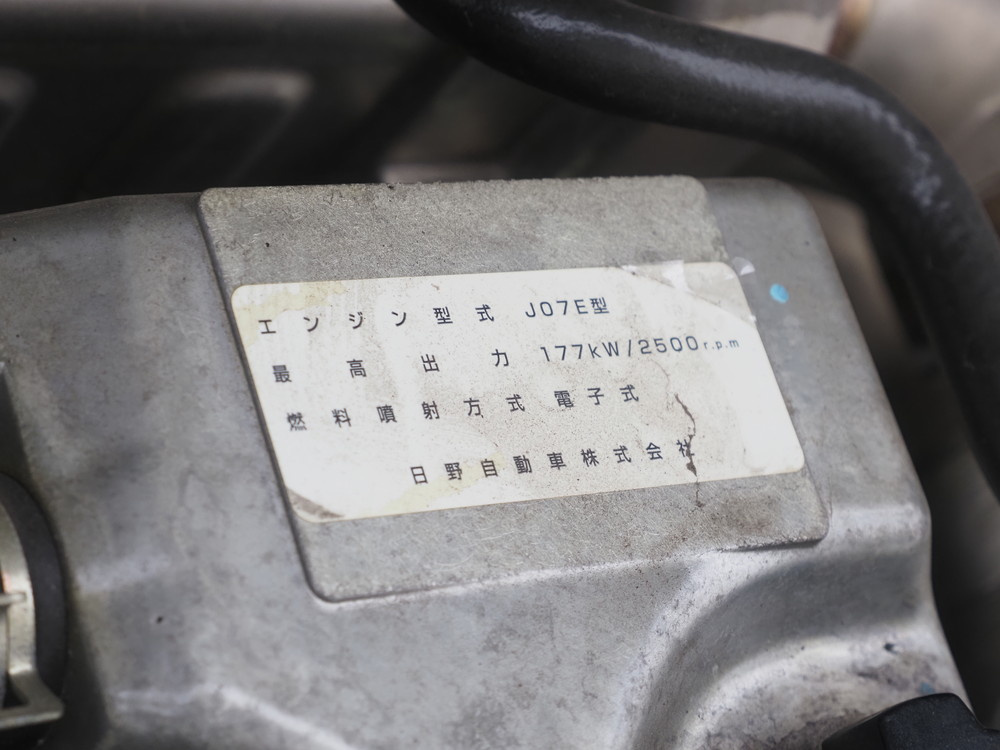 エンジン型式 J07E型
最高出力 177kW/2500r.p.m
燃料噴射方式 電子式
日野自動車株式会社